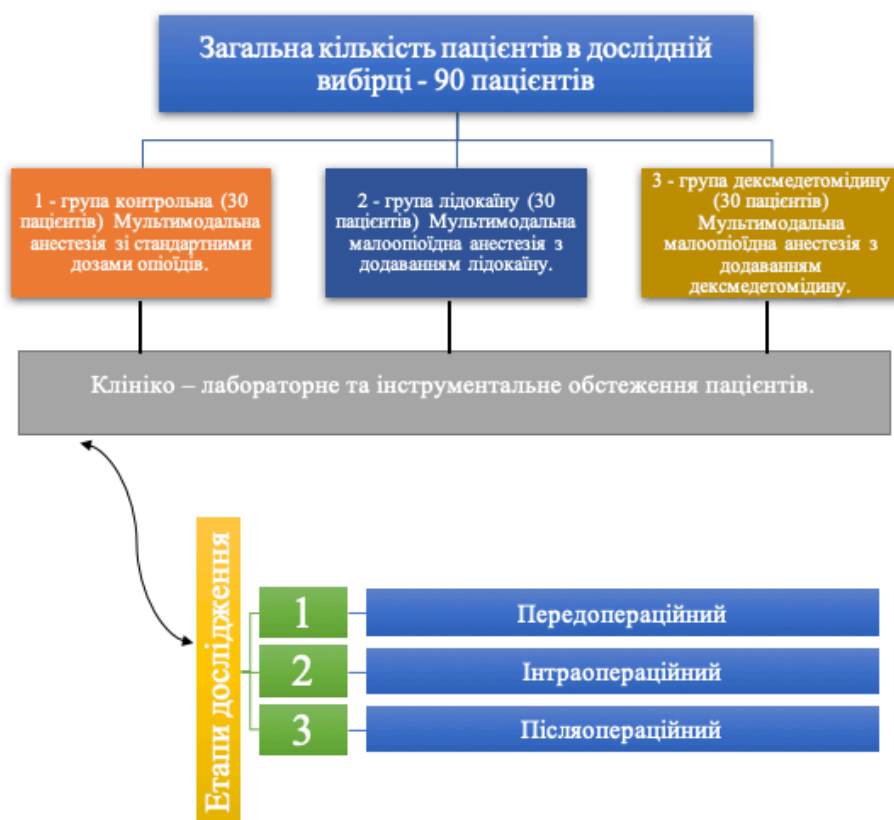 Загальна кількість пацієнтів в дослідній
вибірці - 90 пацієнтів
1 - група контрольна (30
пацієнтів) Мультимодальна
анестезія зі стандартними
дозами опіоїдів.
2 - група лідокаїну (30
пацієнтів) Мультимодальна
малоопіоїдна анестезія з
додаванням лідокаїну.
3 - група дексмедетомідину
(30 пацієнтів)
Мультимодальна
малоопіоїдна анестезія з
додаванням
дексмедетомідину.
Клініко – лабораторне та інструментальне обстеження пацієнтів.
Етапи дослідження
1
Передопераційний
2
Інтраопераційний
3
Післяопераційний